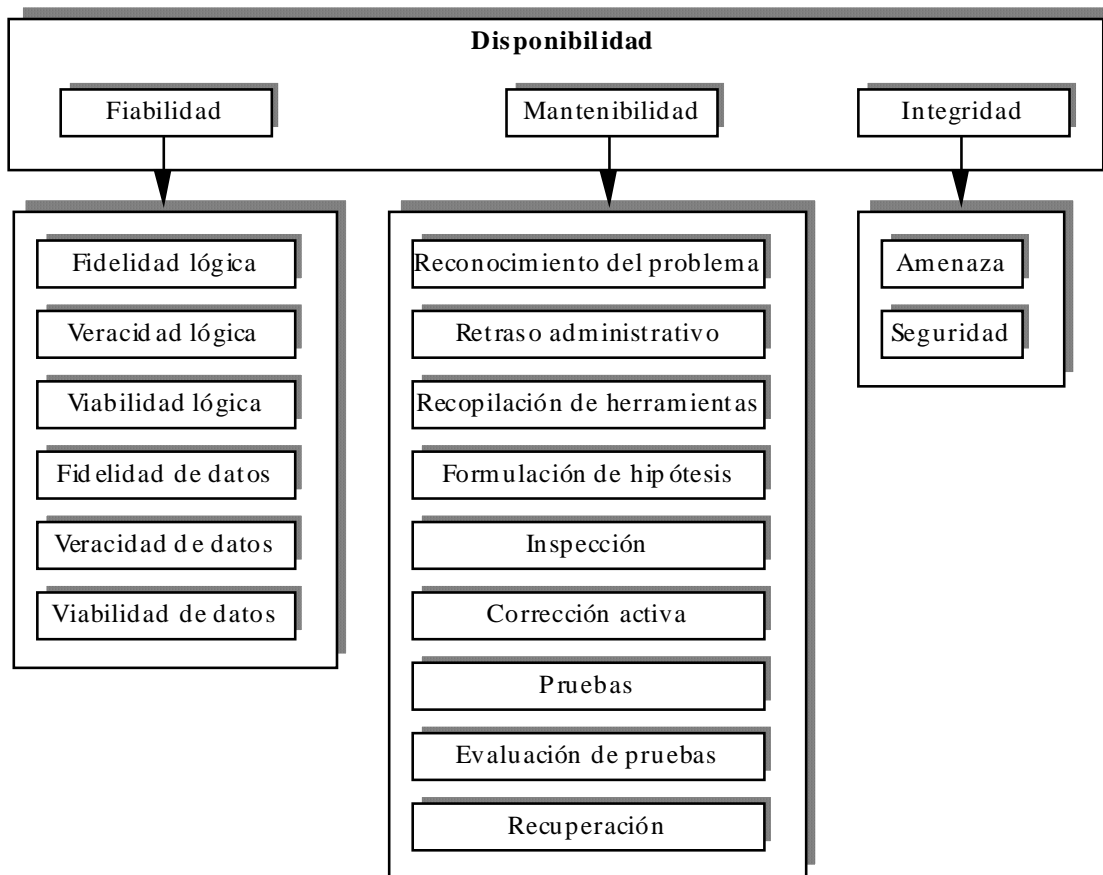 Disponibilidad
Fiabilidad
Mantenibilidad
Integridad
Fidelidad lógica
Veracidad lógica
Viabilidad lógica
Fidelidad de datos
Veracidad de datos
Viabilidad de datos
Reconocimiento del problema
Retraso administrativo
Recopilación de herramientas
Formulación de hipótesis
Inspección
Corrección activa
Pruebas
Evaluación de pruebas
Recuperación
Amenaza
Seguridad